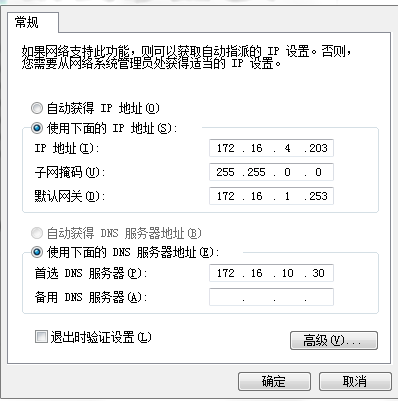 常规
如果网络支持此功能，则可以获取自动指派的 IP 设置。否则，
您需要从网络系统管理员处获得适当的 IP 设置。
自动获得 IP 地址(O)
使用下面的 IP 地址(S):
IP 地址(I): 172 . 16 . 4 .203
子网掩码(U): 255 .255 . 0 . 0
默认网关(D): 172 . 16 . 1 .253
自动获得 DNS 服务器地址(B)
使用下面的 DNS 服务器地址(E):
首选 DNS 服务器(P): 172 . 16 . 10 . 30
备用 DNS 服务器(A): . . .
退出时验证设置(L)
高级(V)...
确定 取消